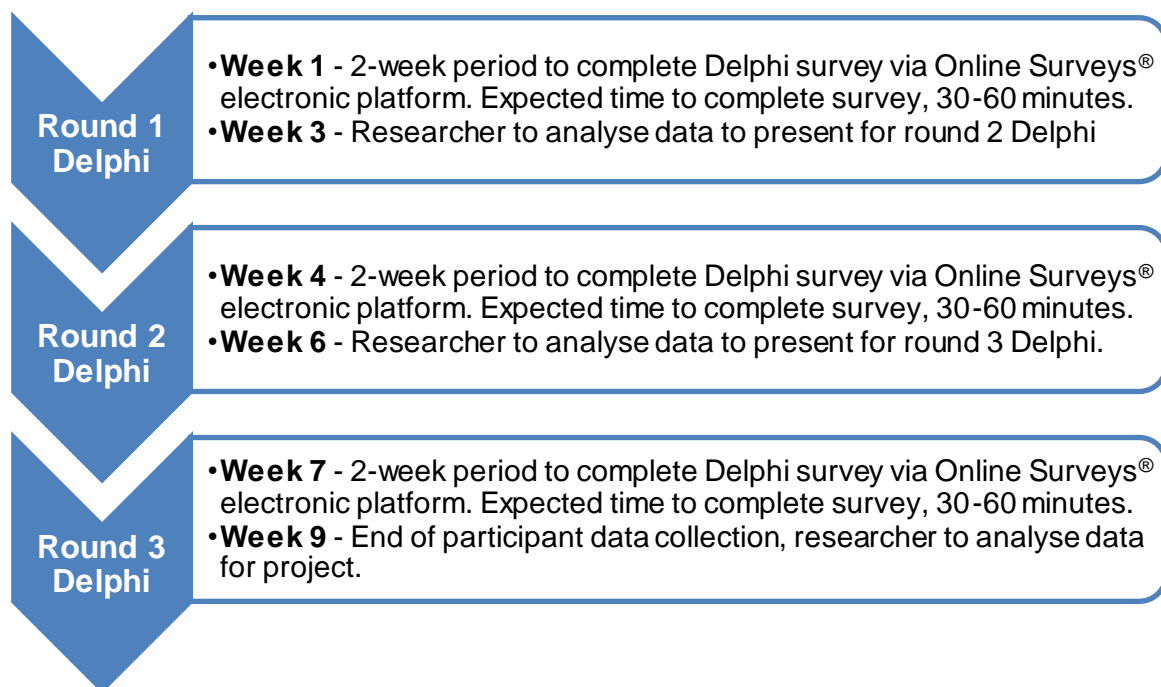 Round 1
Delphi
•Week 1 - 2-week period to complete Delphi survey via Online Surveys®
electronic platform. Expected time to complete survey, 30-60 minutes.
•Week 3 - Researcher to analyse data to present for round 2 Delphi
Round 2
Delphi
•Week 4 - 2-week period to complete Delphi survey via Online Surveys®
electronic platform. Expected time to complete survey, 30-60 minutes.
•Week 6 - Researcher to analyse data to present for round 3 Delphi.
Round 3
Delphi
•Week 7 - 2-week period to complete Delphi survey via Online Surveys®
electronic platform. Expected time to complete survey, 30-60 minutes.
•Week 9 - End of participant data collection, researcher to analyse data
for project.